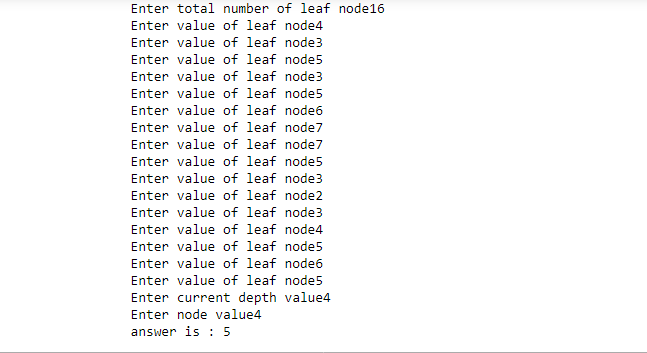 Enter total number of leaf node16
Enter value of leaf node4
Enter value of leaf node3
Enter value of leaf node5
Enter value of leaf node3
Enter value of leaf node5
Enter value of leaf node6
Enter value of leaf node7
Enter value of leaf node7
Enter value of leaf node5
Enter value of leaf node3
Enter value of leaf node2
Enter value of leaf node3
Enter value of leaf node4
Enter value of leaf node5
Enter value of leaf node6
Enter value of leaf node5
Enter current depth value4
Enter node value4
answer is : 5